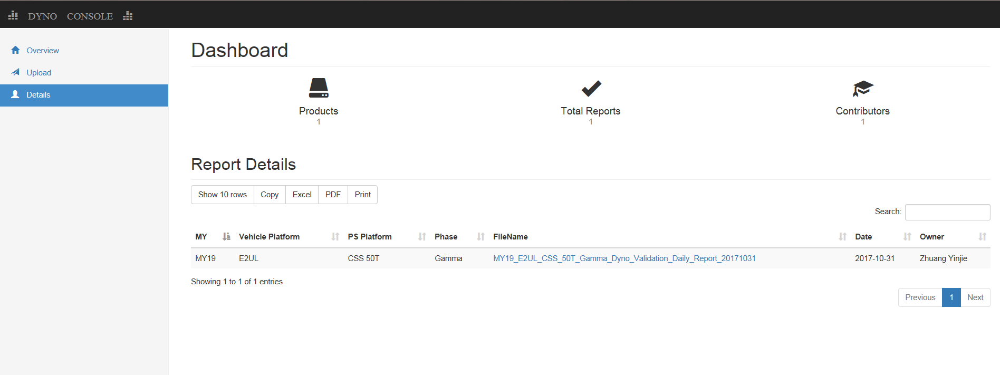 DYNO CONSOLE
Overview
Upload
Details
Dashboard
Products
1
Total Reports
1
Contributors
1
Report Details
Show 10 rows Copy Excel PDF Print
Search:
MY Vehicle Platform PS Platform Phase FileName Date Owner
MY19 E2UL CSS 50T Gamma MY19_E2UL_CSS_50T_Gamma_Dyno_Validation_Daily_Report_20171031 2017-10-31 Zhuang Yinjie
Showing 1 to 1 of 1 entries
Previous 1 Next